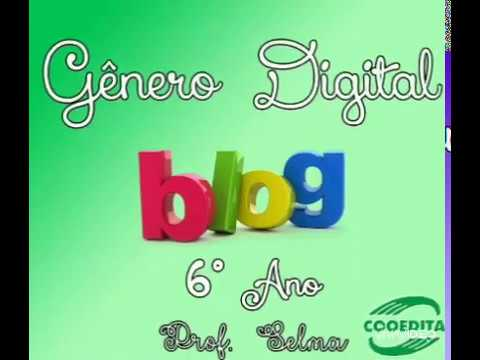 Gênero Digital
blog
6° Ano
Prof. Selma
COOEDITA